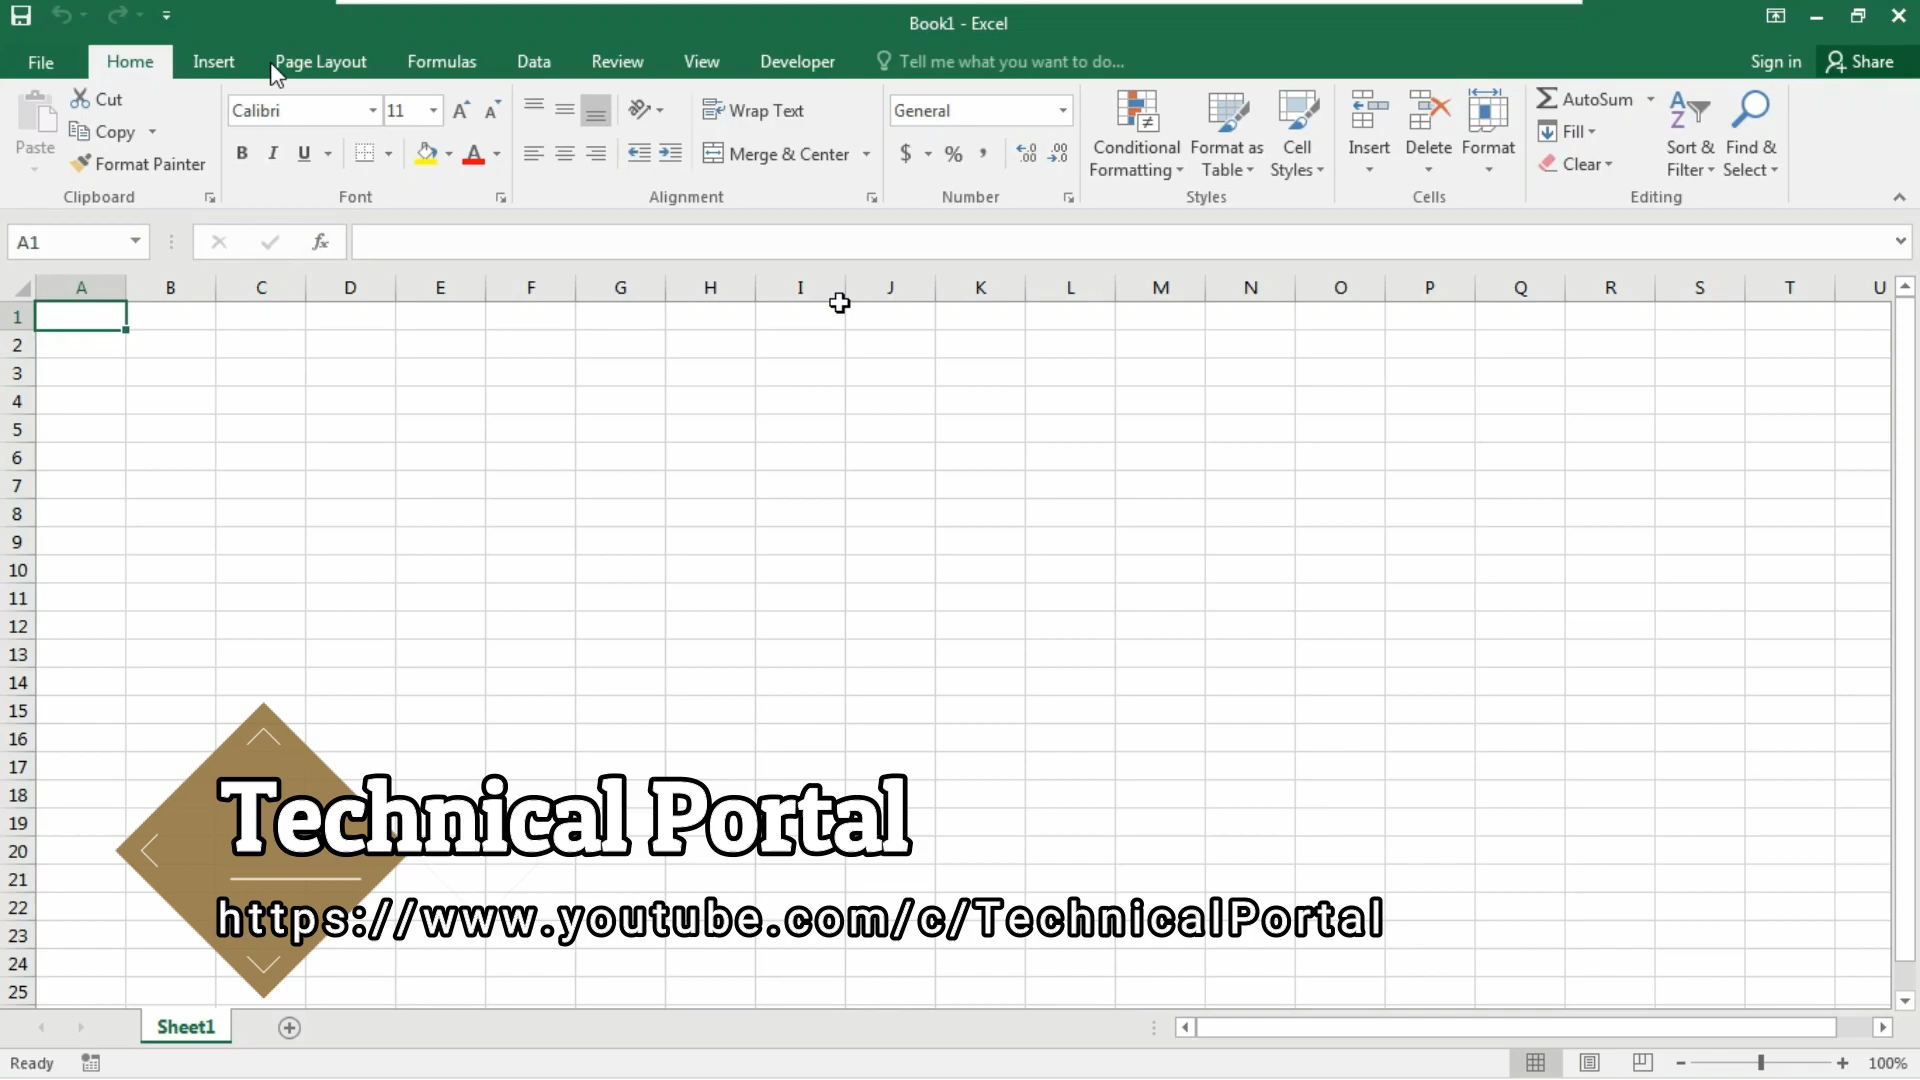 Book1 - Excel
File Home Insert Page Layout Formulas Data Review View Developer Tell me what you want to do... Sign in Share
Paste Cut Copy Format Painter Clipboard
Calibri 11 B I U A Font
Wrap Text Merge & Center Alignment
General $ % , .00 .0 Number
Conditional Formatting Format as Table Cell Styles Styles
Insert Delete Format Cells
AutoSum Fill Clear Sort & Filter Find & Select Editing
A1 fx
A B C D E F G H I J K L M N O P Q R S T U
1
2
3
4
5
6
7
8
9
10
11
12
13
14
15
16
17
18
19
20
21
22
23
24
25
Technical Portal
https://www.youtube.com/c/TechnicalPortal
Sheet1
Ready 100%